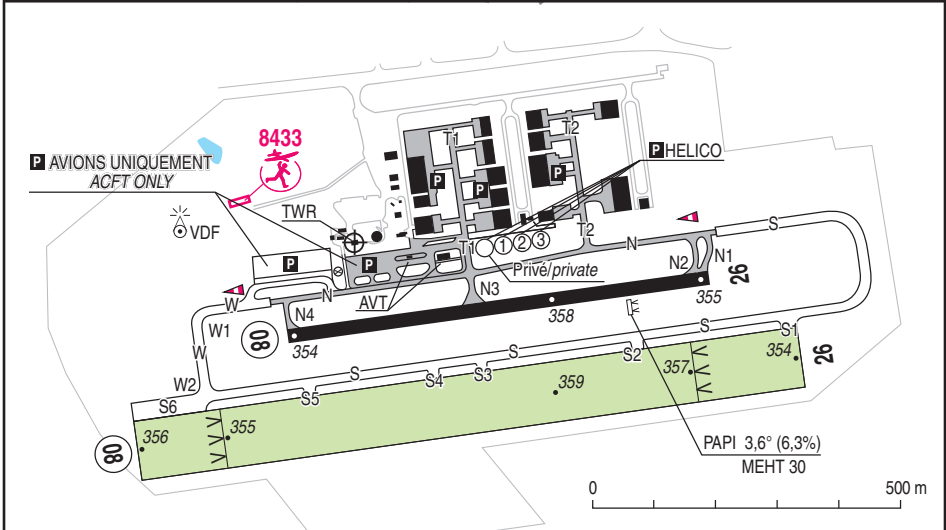 8433
P AVIONS UNIQUEMENT
ACFT ONLY
VDF
TWR
T1
T2
P HELICO
P
P
P
P
P
T1
1
2
3
T2
Privé/private
N
S
N1
N2
N3
N
N4
AVT
W
W1
W
W2
08
26
354
358
355
S
S1
S
S2
S
S3
S4
S
S5
S6
08
26
356
355
359
357
354
PAPI 3,6° (6,3%)
MEHT 30
0
500 m